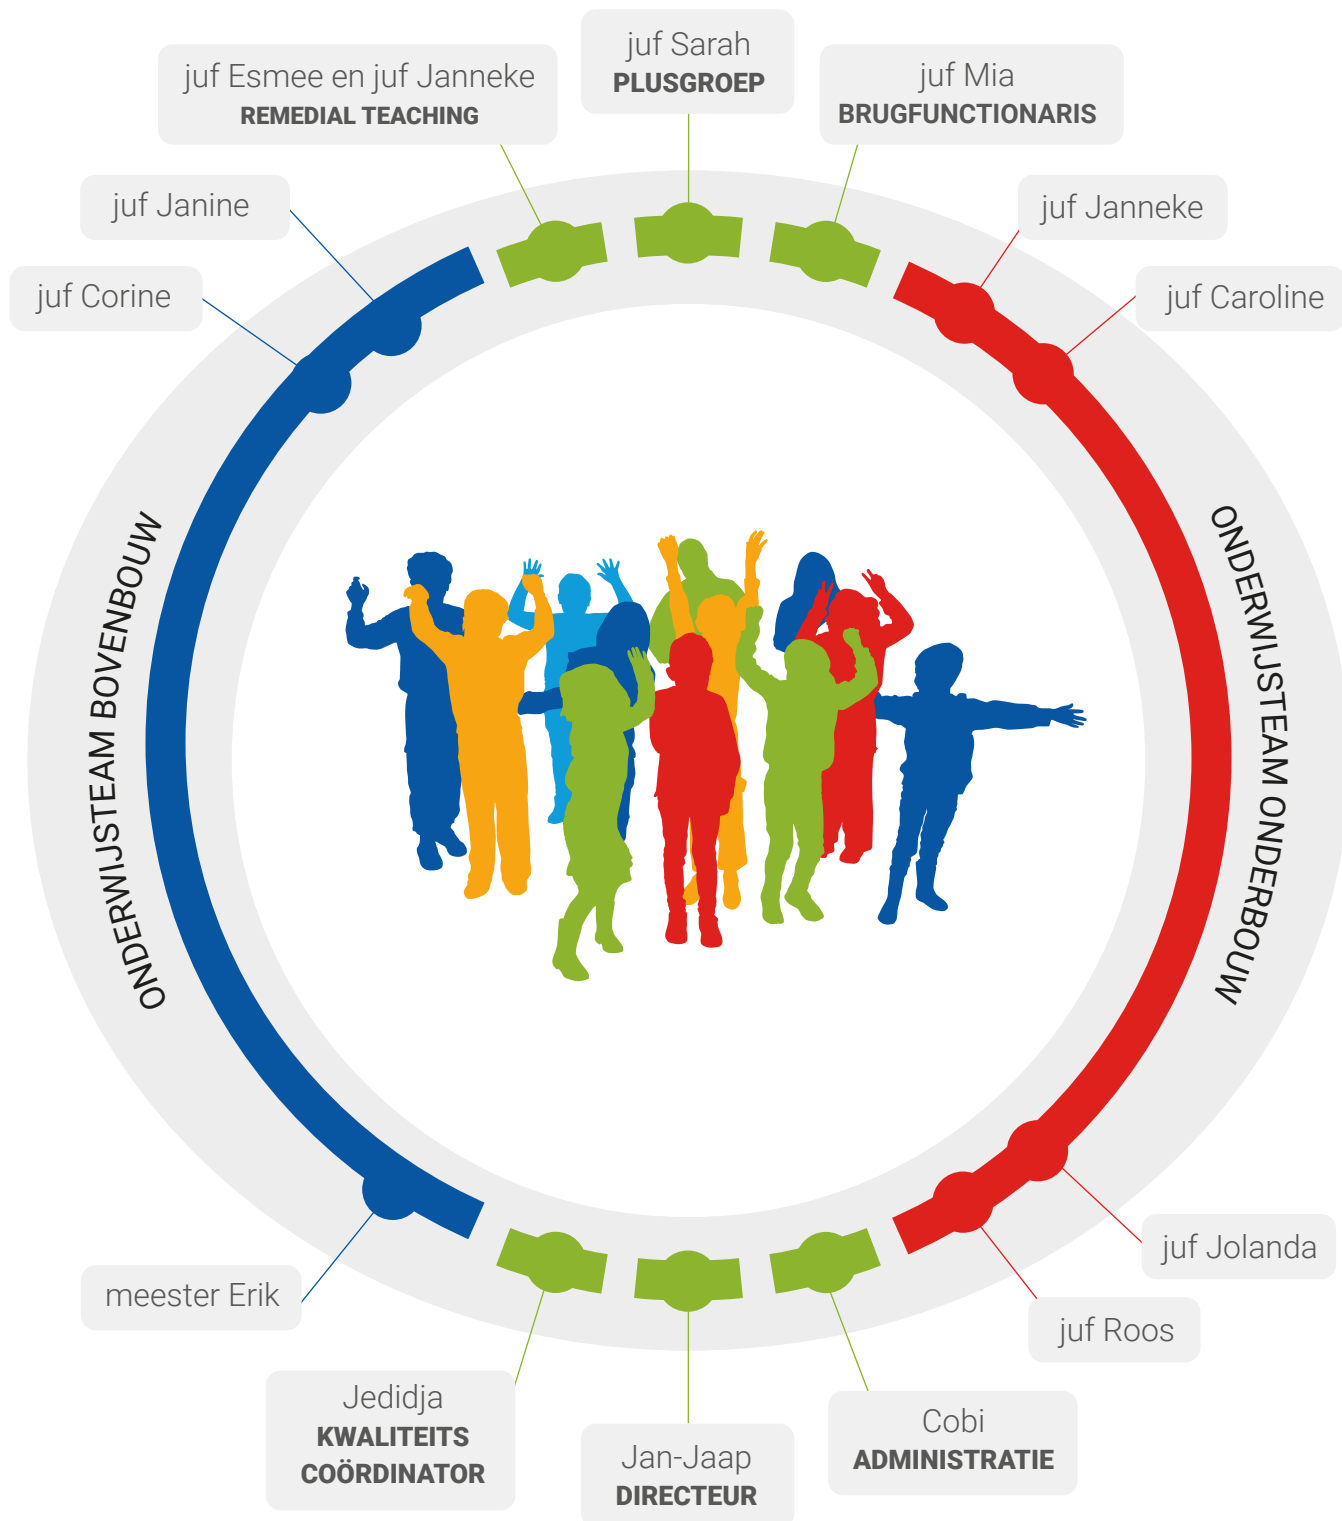 juf Sarah
PLUSGROEP
juf Esmee en juf Janneke
REMEDIAL TEACHING
juf Mia
BRUGFUNCTIONARIS
juf Janine
juf Janneke
juf Corine
juf Caroline
ONDERWIJSTEAM BOVENBOUW
ONDERWIJSTEAM ONDERBOUW
juf Jolanda
meester Erik
juf Roos
Jedidja
KWALITEITS
COÖRDINATOR
Jan-Jaap
DIRECTEUR
Cobi
ADMINISTRATIE